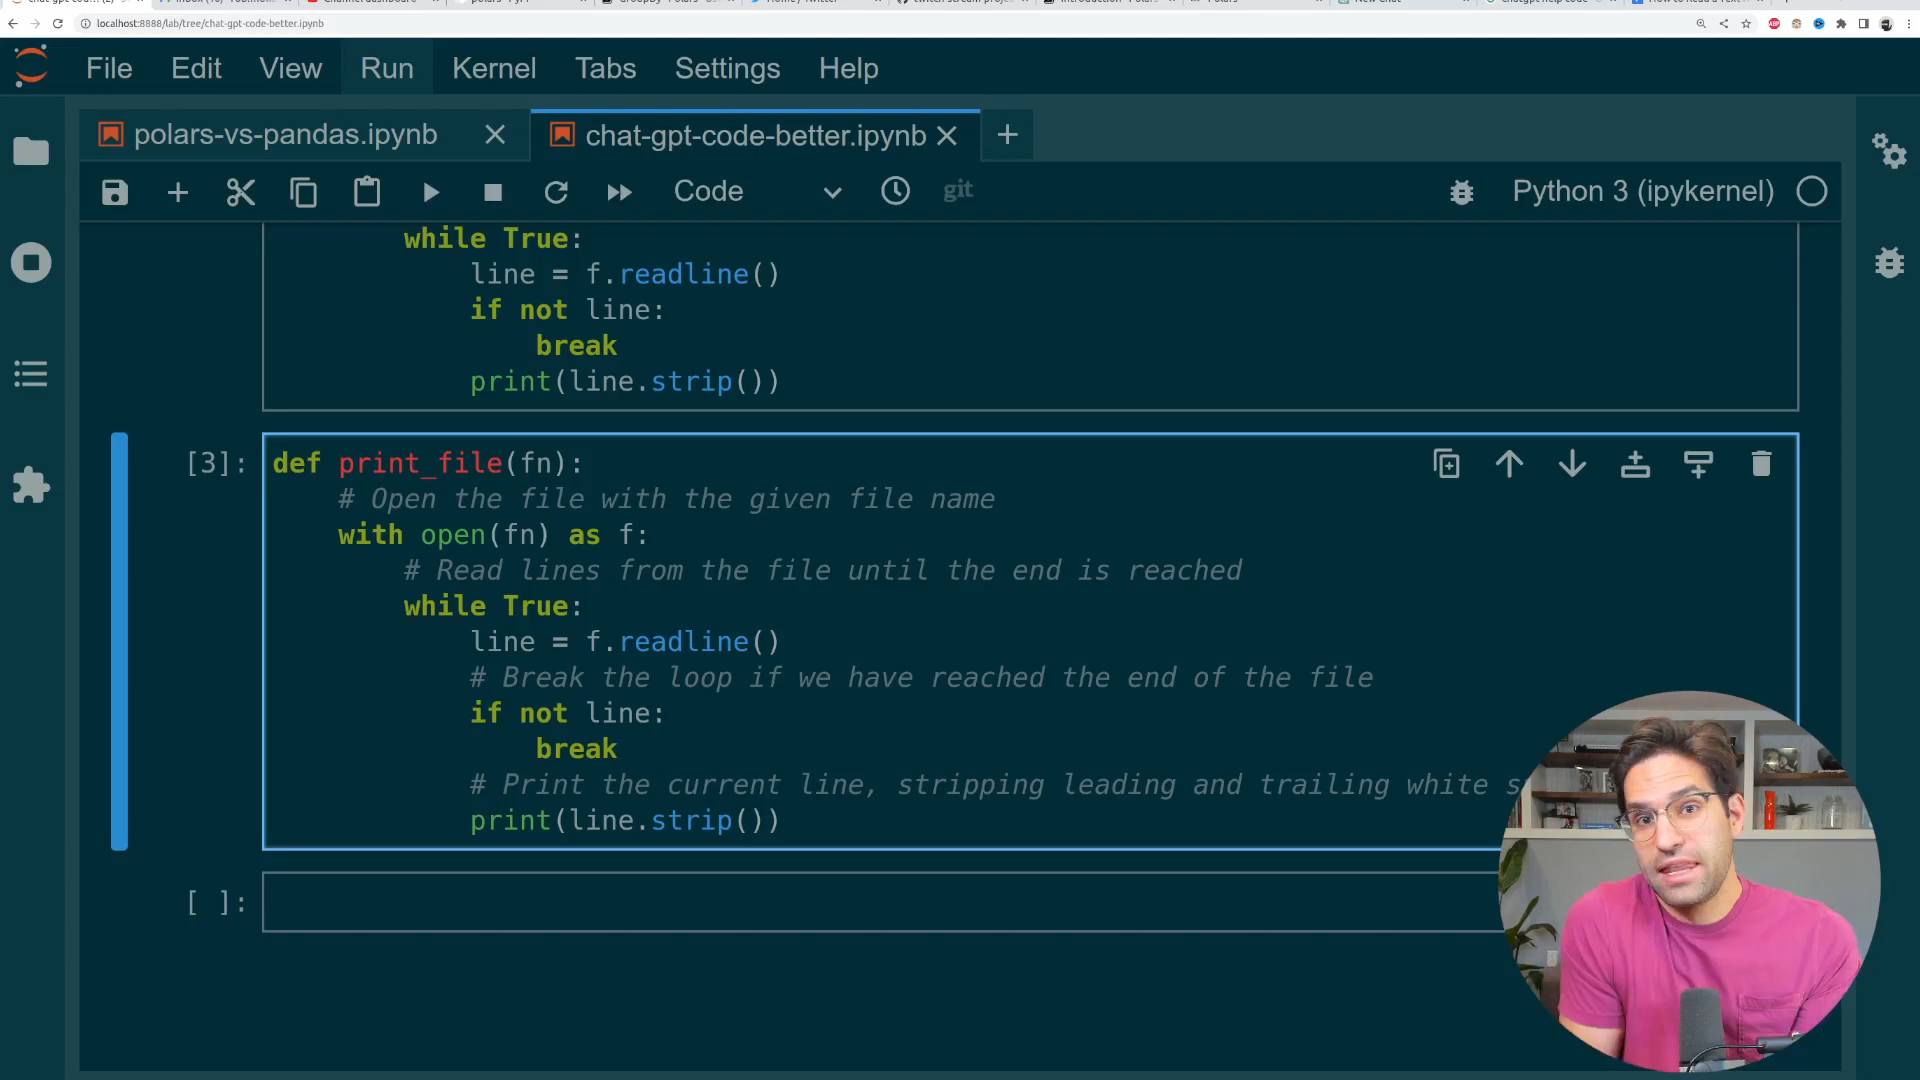 localhost:8888/lab/tree/chat-gpt-code-better.ipynb
File Edit View Run Kernel Tabs Settings Help
polars-vs-pandas.ipynb
chat-gpt-code-better.ipynb
Code
git
Python 3 (ipykernel)
while True:
line = f.readline()
if not line:
break
print(line.strip())
[3]:
def print_file(fn):
# Open the file with the given file name
with open(fn) as f:
# Read lines from the file until the end is reached
while True:
line = f.readline()
# Break the loop if we have reached the end of the file
if not line:
break
# Print the current line, stripping leading and trailing white
print(line.strip())
[ ]: